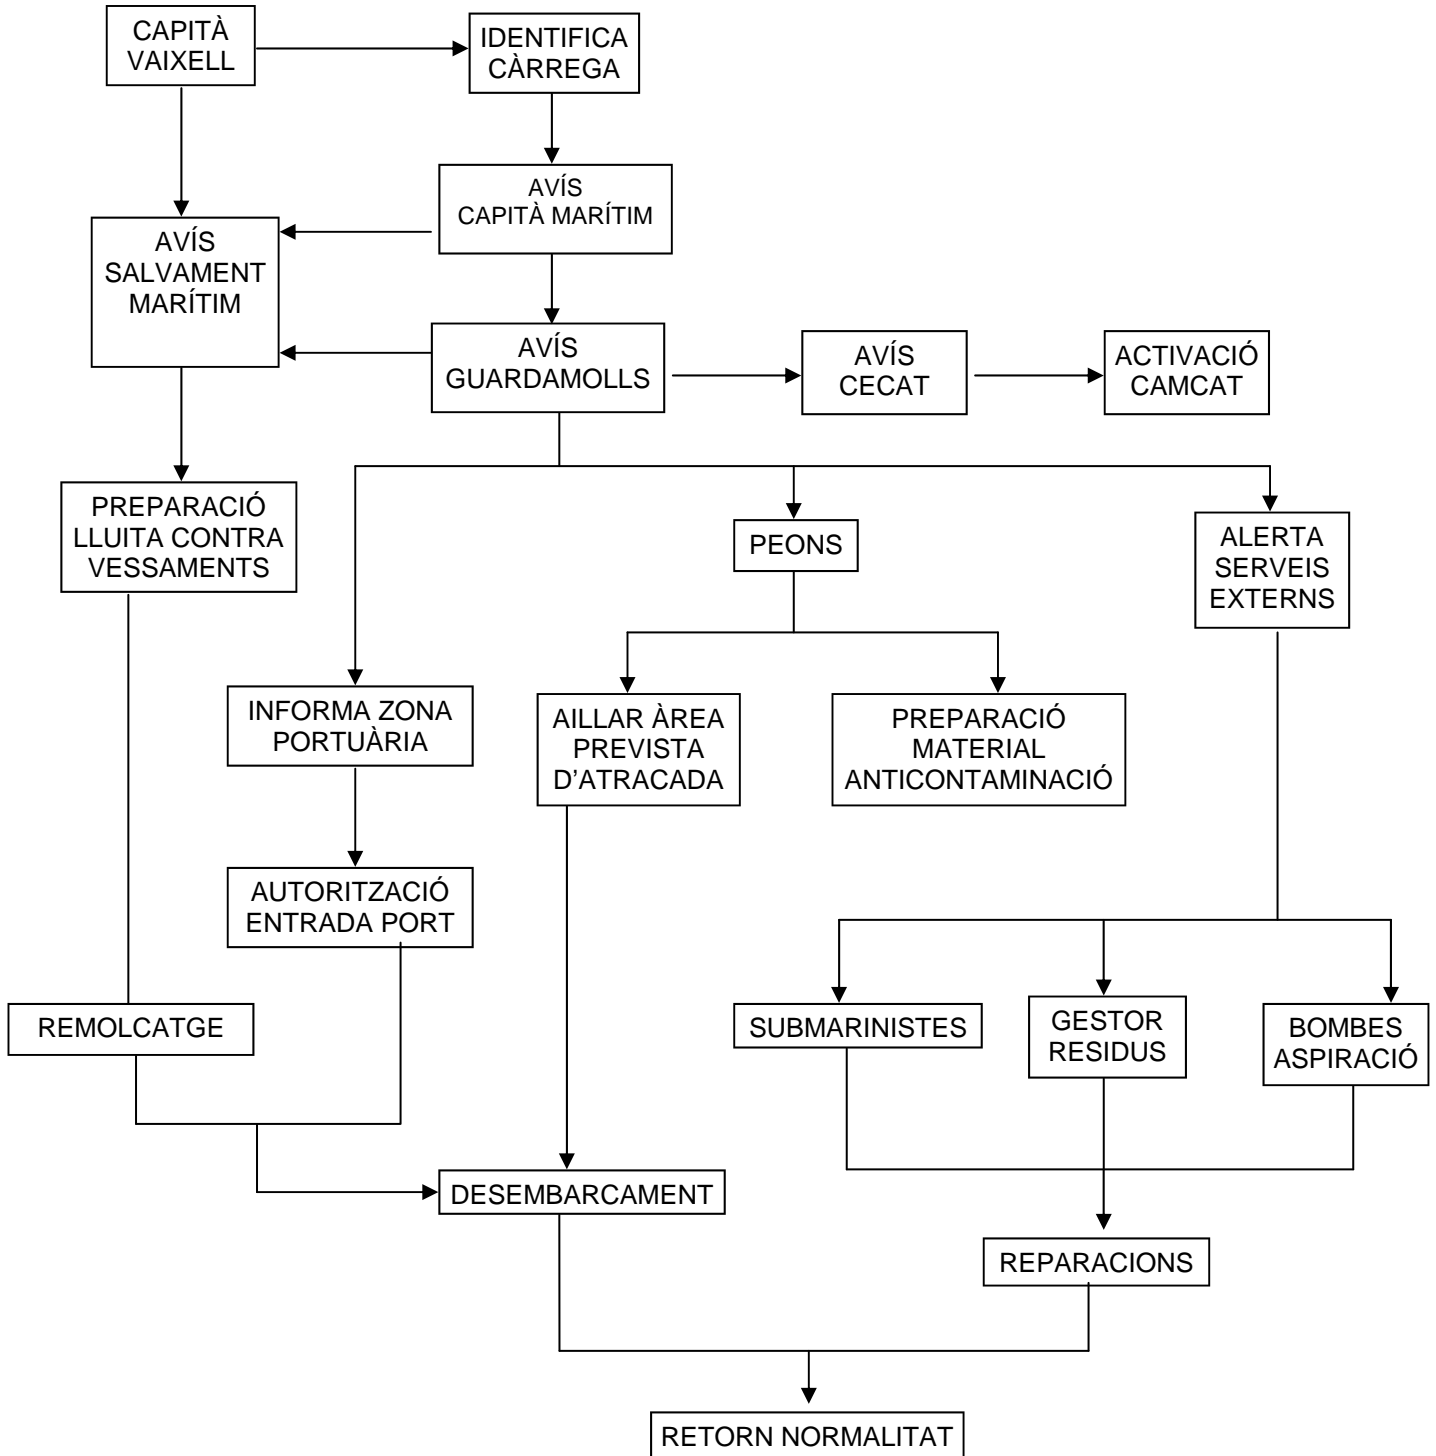 CAPITÀ
VAIXELL
IDENTIFICA
CÀRREGA
AVÍS
CAPITÀ MARÍTIM
AVÍS
SALVAMENT
MARÍTIM
AVÍS
GUARDAMOLLS
AVÍS
CECAT
ACTIVACIÓ
CAMCAT
PREPARACIÓ
LLUITA CONTRA
VESSAMENTS
PEONS
ALERTA
SERVEIS
EXTERNS
INFORMA ZONA
PORTUÀRIA
AILLAR ÀREA
PREVISTA
D’ATRACADA
PREPARACIÓ
MATERIAL
ANTICONTAMINACIÓ
AUTORITZACIÓ
ENTRADA PORT
REMOLCATGE
SUBMARINISTES
GESTOR
RESIDUS
BOMBES
ASPIRACIÓ
DESEMBARCAMENT
REPARACIONS
RETORN NORMALITAT